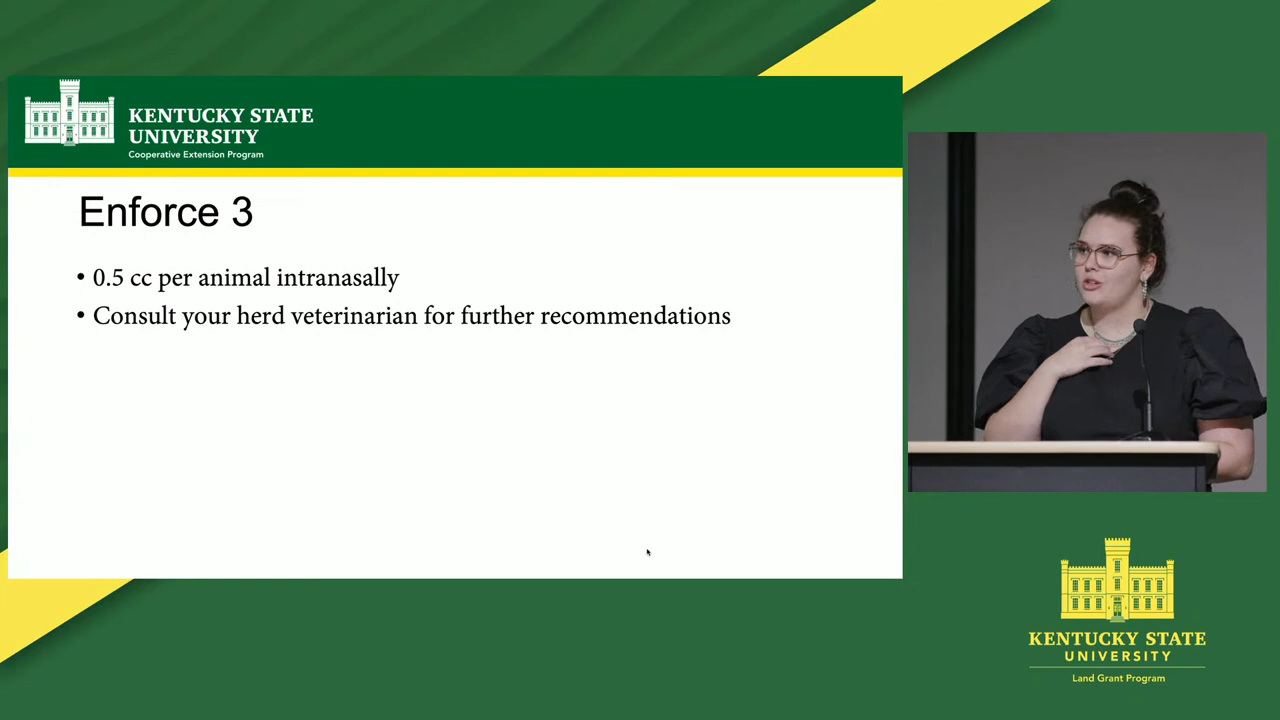 KENTUCKY STATE
UNIVERSITY
Cooperative Extension Program
Enforce 3
• 0.5 cc per animal intranasally
• Consult your herd veterinarian for further recommendations
KENTUCKY STATE
UNIVERSITY
Land Grant Program